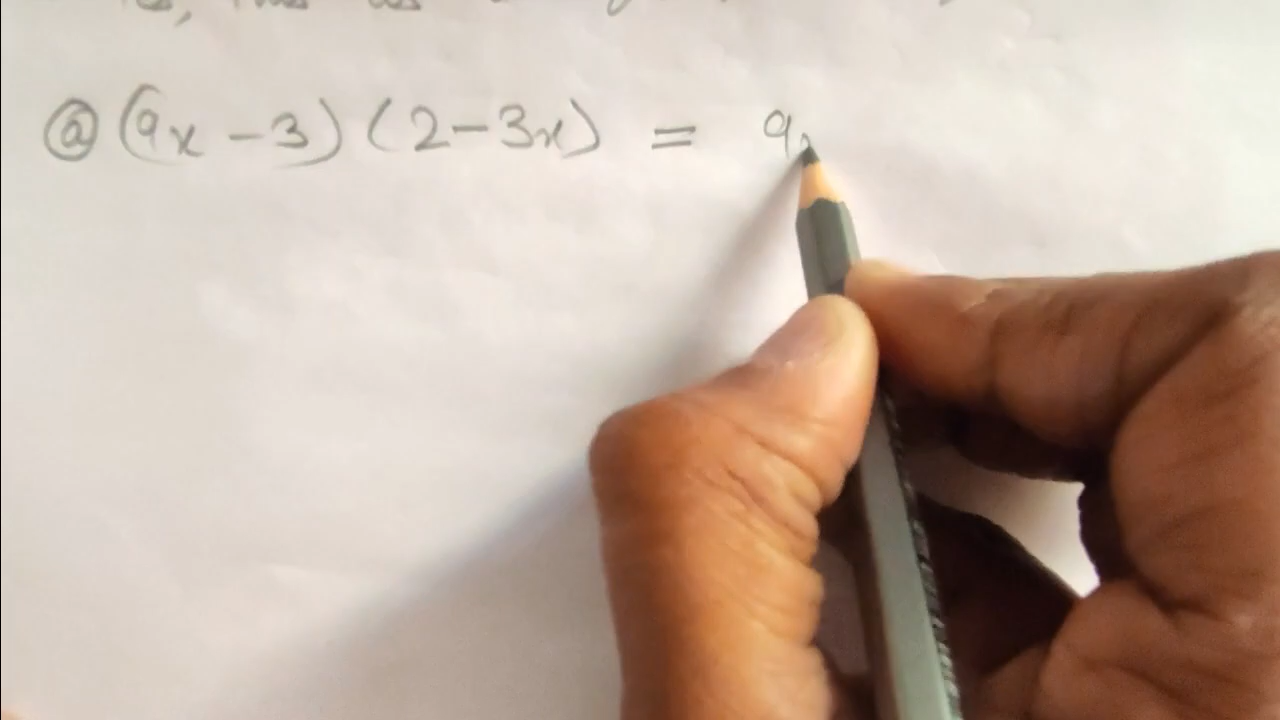 ⓐ (9x - 3) (2 - 3x) = 9